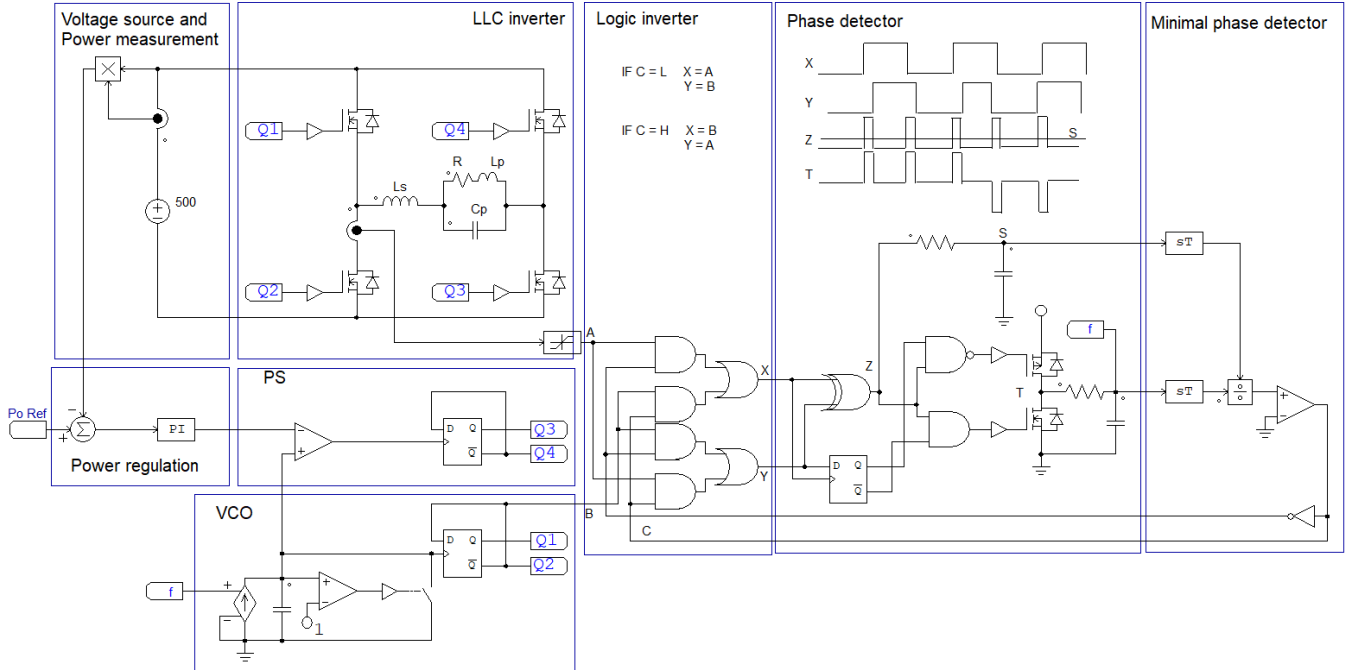 Voltage source and
Power measurement
LLC inverter
Logic inverter
Phase detector
Minimal phase detector
IF C = L X = A
Y = B
IF C = H X = B
Y = A
X
Y
Z
S
T
Q1
Q4
R
Lp
Ls
Cp
500
Q2
Q3
A
S
sT
f
X
Z
T
sT
÷
Y
D Q
Q
B
C
Po Ref
Σ
PI
Power regulation
PS
D Q
Q
Q3
Q4
VCO
D Q
Q
Q1
Q2
f
1